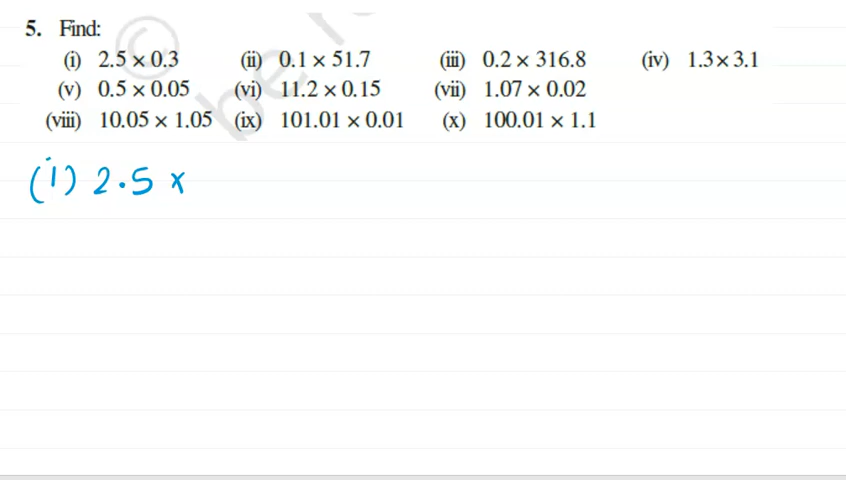 5. Find:
(i) 2.5 × 0.3 (ii) 0.1 × 51.7 (iii) 0.2 × 316.8 (iv) 1.3 × 3.1
(v) 0.5 × 0.05 (vi) 11.2 × 0.15 (vii) 1.07 × 0.02
(viii) 10.05 × 1.05 (ix) 101.01 × 0.01 (x) 100.01 × 1.1
(i) 2.5 ×